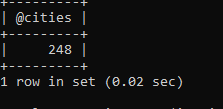 +---------+
| @cities |
+---------+
|     248 |
+---------+
1 row in set (0.02 sec)